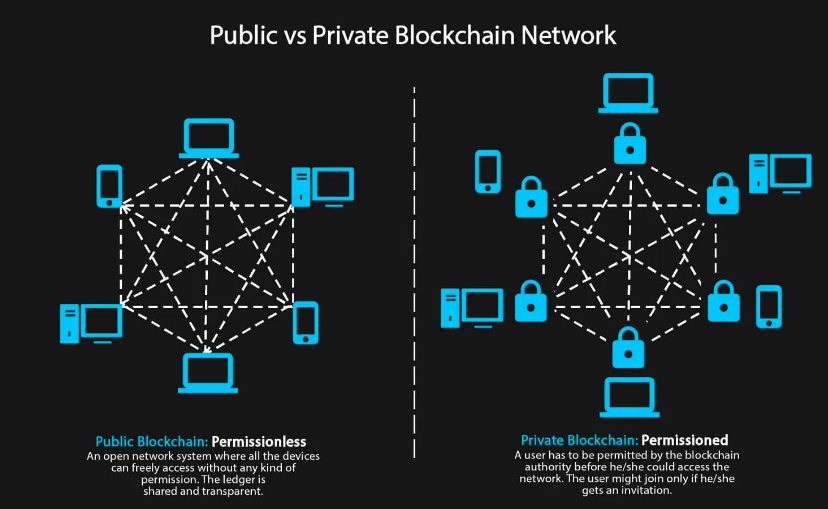 Public vs Private Blockchain Network
Public Blockchain: Permissionless
An open network system where all the devices
can freely access without any kind of
permission. The ledger is
shared and transparent.
Private Blockchain: Permissioned
A user has to be permitted by the blockchain
authority before he/she could access the
network. The user might join only if he/she
gets an invitation.